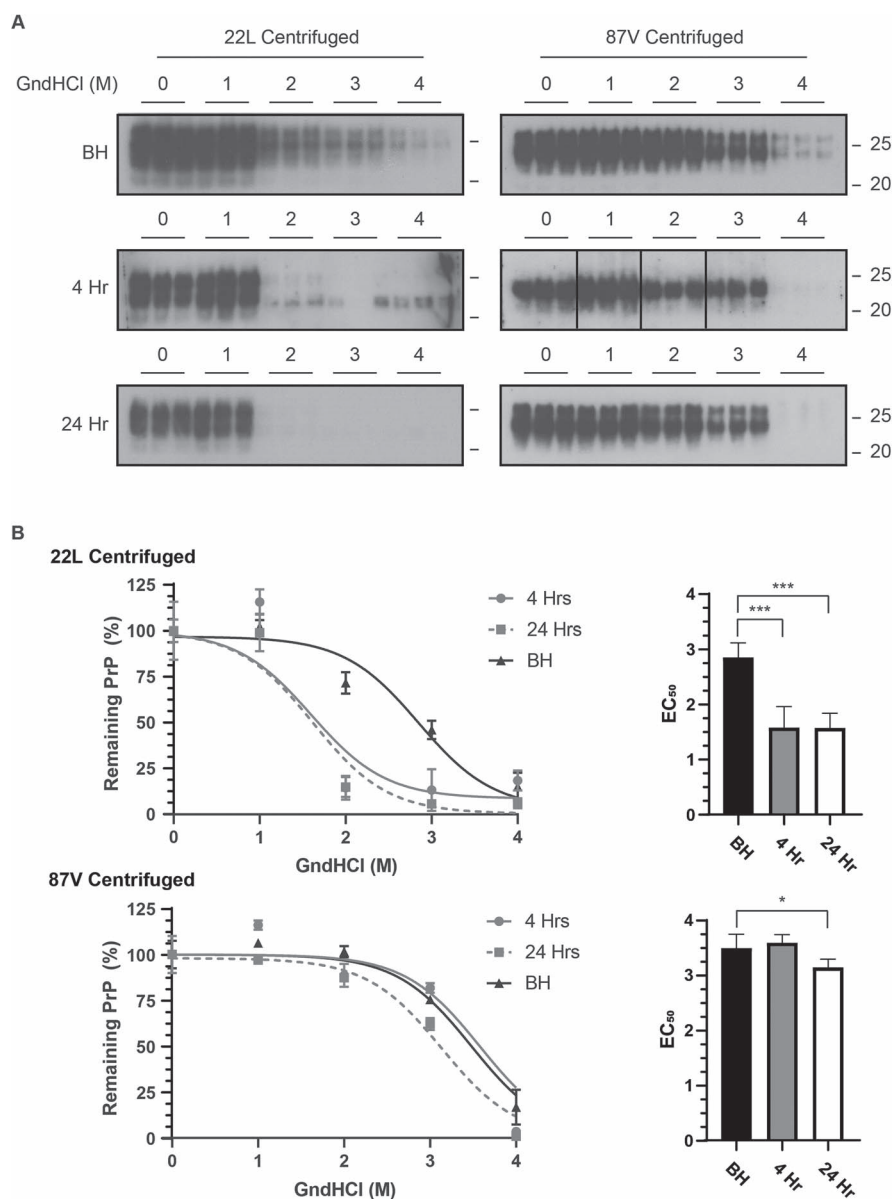 A
22L Centrifuged 87V Centrifuged
GndHCl (M) 0 1 2 3 4 0 1 2 3 4
BH
25
20
0 1 2 3 4 0 1 2 3 4
4 Hr
25
20
0 1 2 3 4 0 1 2 3 4
24 Hr
25
20
B
22L Centrifuged
Remaining PrP (%)
125
100
75
50
25
0
0 1 2 3 4
GndHCl (M)
4 Hrs
24 Hrs
BH
EC50
4
3
2
1
0
***
***
BH 4 Hr 24 Hr
87V Centrifuged
Remaining PrP (%)
125
100
75
50
25
0
0 1 2 3 4
GndHCl (M)
4 Hrs
24 Hrs
BH
EC50
4
3
2
1
0
*
BH 4 Hr 24 Hr